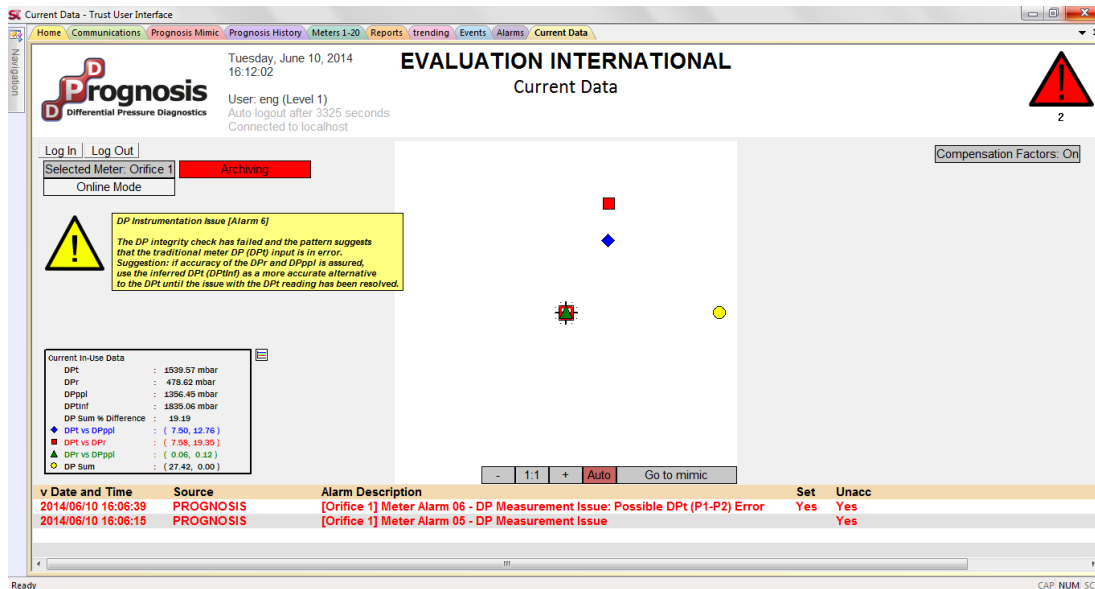 Current Data - Trust User Interface
Home Communications Prognosis Mimic Prognosis History Meters 1-20 Reports trending Events Alarms Current Data
Navigation
D Prognosis
D
Differential Pressure Diagnostics
Tuesday, June 10, 2014
16:12:02
User: eng (Level 1)
Auto logout after 3325 seconds
Connected to localhost
EVALUATION INTERNATIONAL
Current Data
!
2
Log In Log Out
Selected Meter: Orifice 1 Archiving
Online Mode
Compensation Factors: On
!
DP Instrumentation Issue [Alarm 6]
The DP integrity check has failed and the pattern suggests
that the traditional meter DP (DPt) input is in error.
Suggestion: if accuracy of the DPr and DPppl is assured,
use the inferred DPt (DPtInf) as a more accurate alternative
to the DPt until the issue with the DPt reading has been resolved.
Current In-Use Data
DPt : 1539.57 mbar
DPr : 478.62 mbar
DPppl : 1356.45 mbar
DPtInf : 1835.06 mbar
DP Sum % Difference : 19.19
DPt vs DPppl : ( 7.50, 12.76 )
DPt vs DPr : ( 7.58, 19.35 )
DPr vs DPppl : ( 0.06, 0.12 )
DP Sum : (27.42, 0.00 )
- 1:1 + Auto Go to mimic
v Date and Time Source Alarm Description Set Unacc
2014/06/10 16:06:39 PROGNOSIS [Orifice 1] Meter Alarm 06 - DP Measurement Issue: Possible DPt (P1-P2) Error Yes Yes
2014/06/10 16:06:15 PROGNOSIS [Orifice 1] Meter Alarm 05 - DP Measurement Issue Yes
Ready CAP NUM SC